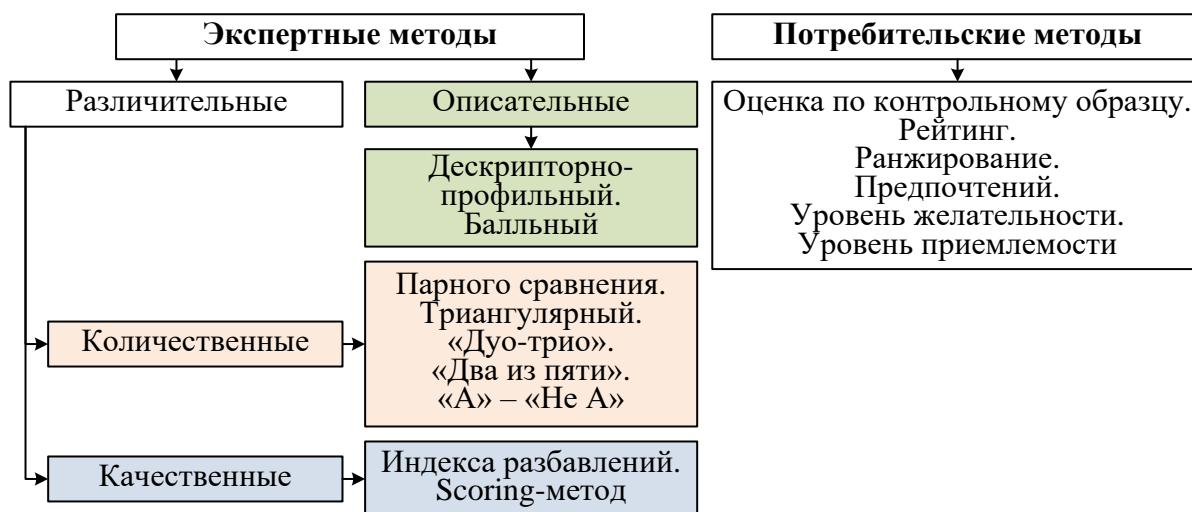 Экспертные методы
Потребительские методы
Различительные
Описательные
Оценка по контрольному образцу.
Рейтинг.
Ранжирование.
Предпочтений.
Уровень желательности.
Уровень приемлемости
Дескрипторно-
профильный.
Балльный
Количественные
Парного сравнения.
Триангулярный.
«Дуо-трио».
«Два из пяти».
«А» – «Не А»
Качественные
Индекса разбавлений.
Scoring-метод